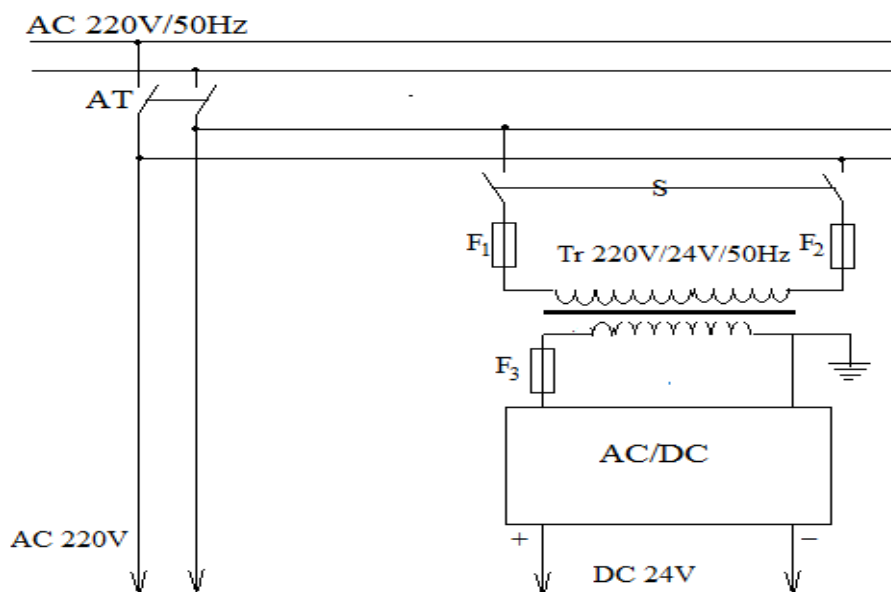 AC 220V/50Hz
AT
S
F1
Tr 220V/24V/50Hz
F2
F3
AC/DC
AC 220V
+
−
DC 24V